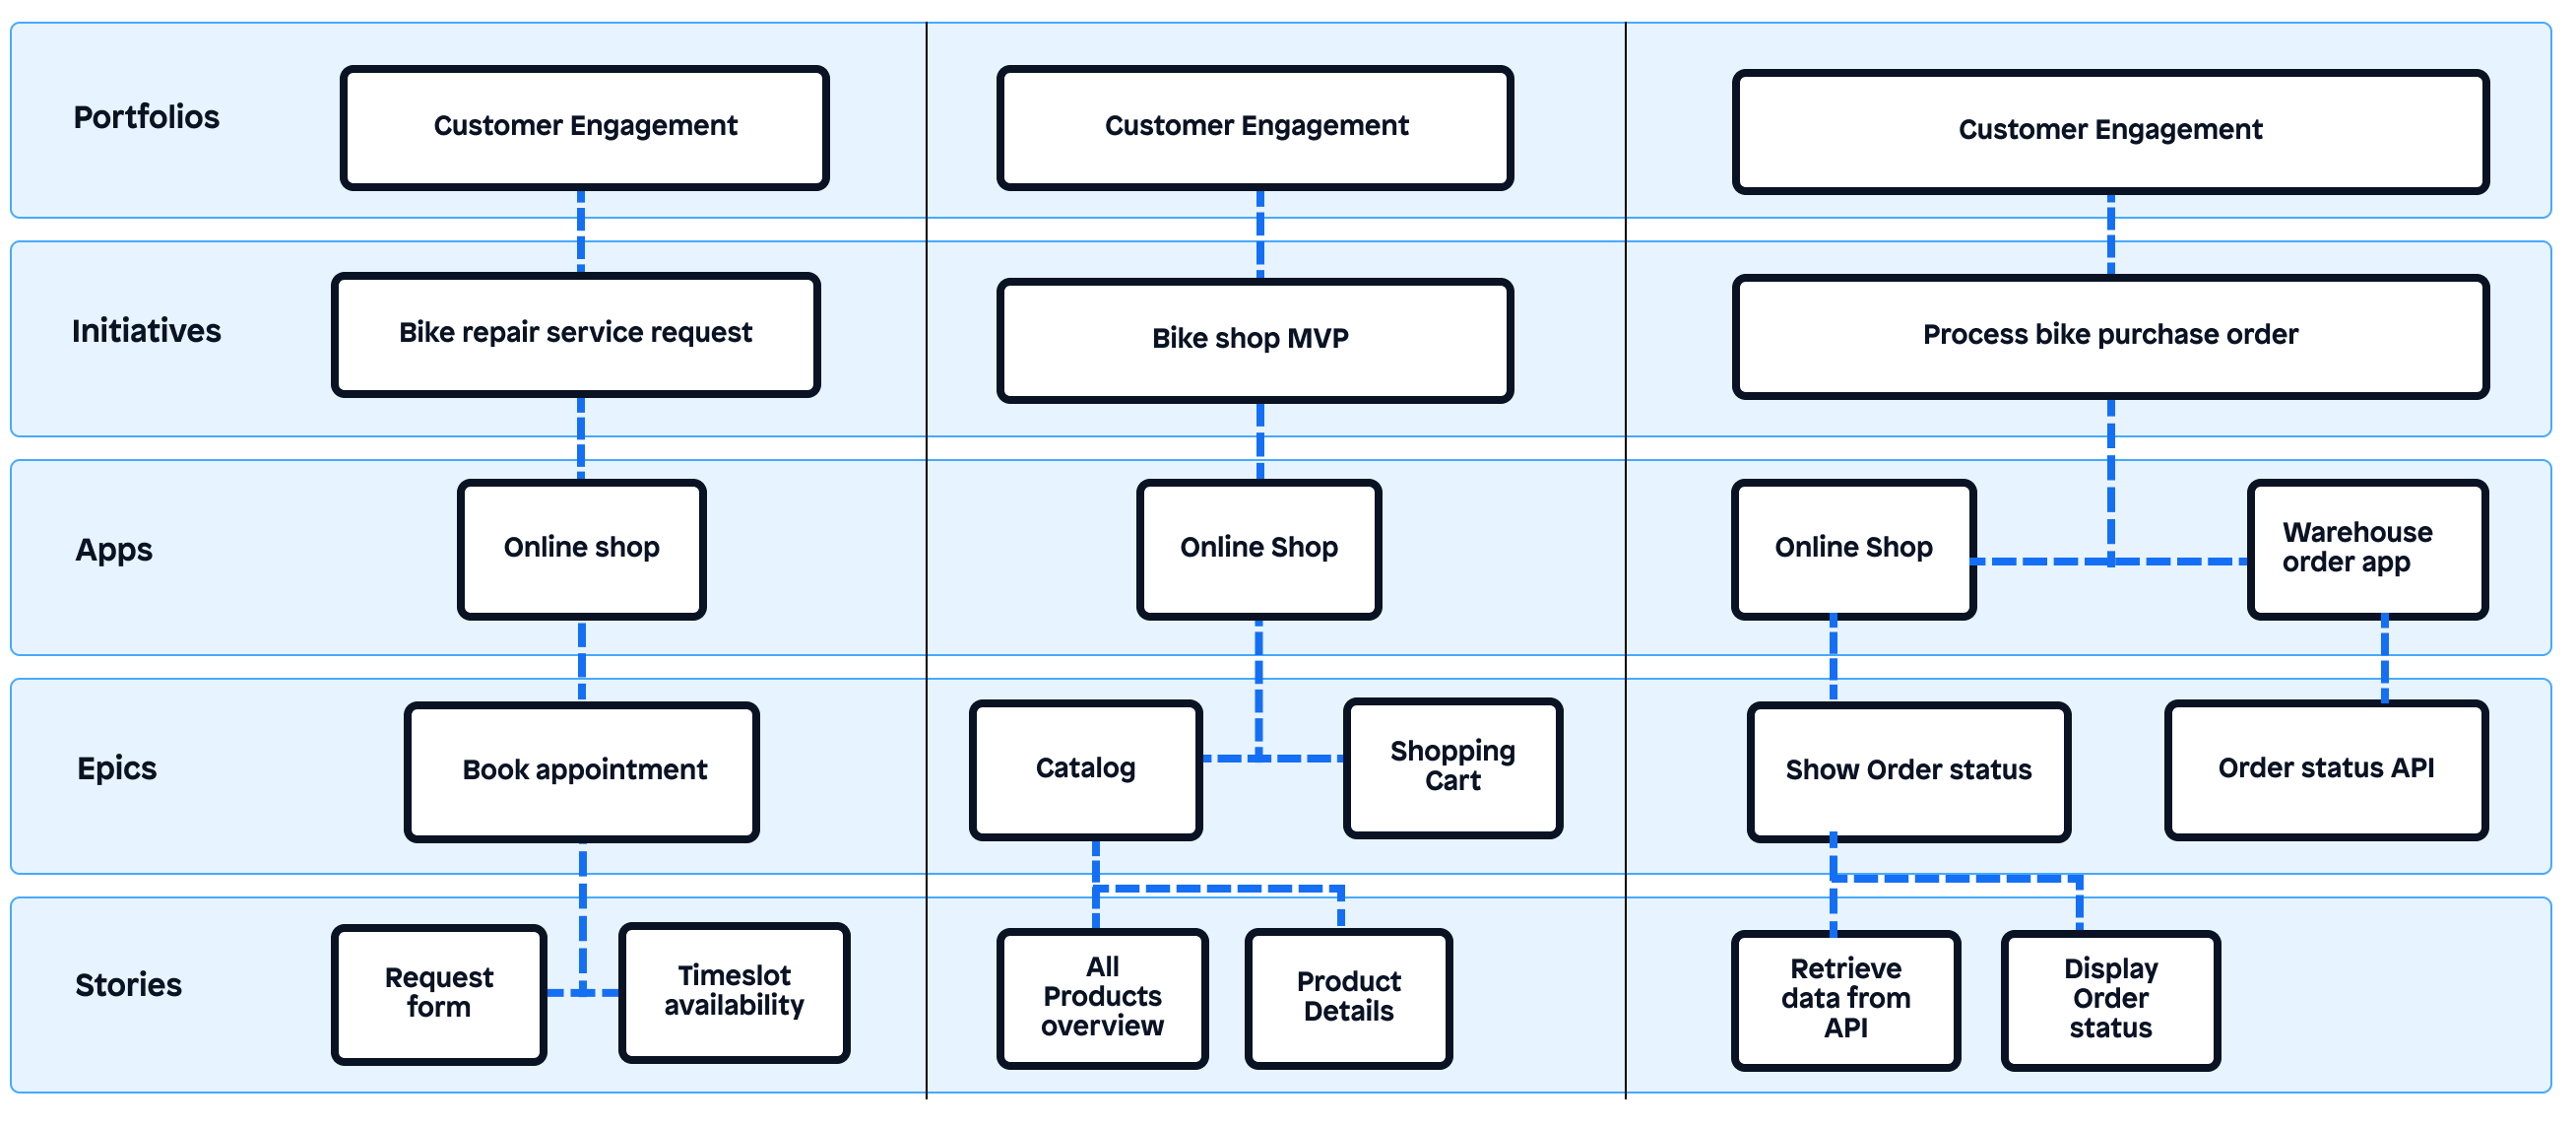 Portfolios
Customer Engagement
Customer Engagement
Customer Engagement
Initiatives
Bike repair service request
Bike shop MVP
Process bike purchase order
Apps
Online shop
Online Shop
Online Shop
Warehouse
order app
Epics
Book appointment
Catalog
Shopping
Cart
Show Order status
Order status API
Stories
Request
form
Timeslot
availability
All
Products
overview
Product
Details
Retrieve
data from
API
Display
Order
status